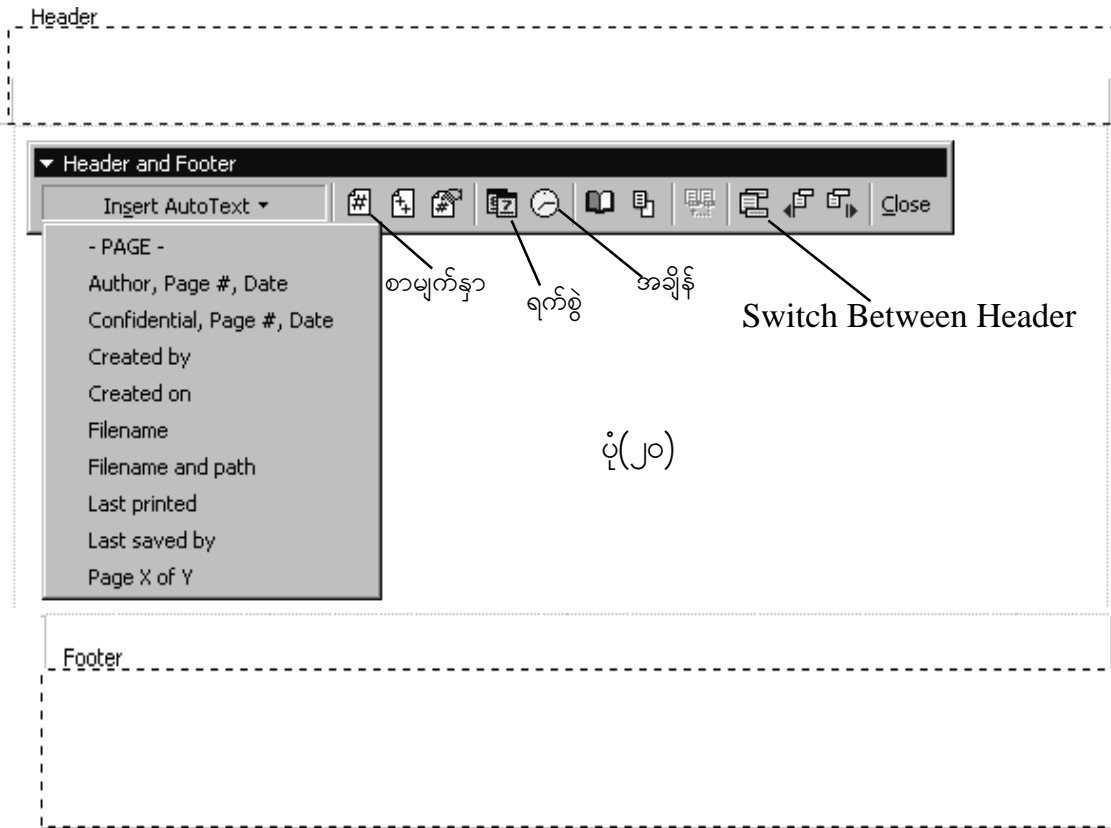 Header
Header and Footer
Insert AutoText
Close
- PAGE -
Author, Page #, Date
Confidential, Page #, Date
Created by
Created on
Filename
Filename and path
Last printed
Last saved by
Page X of Y
စာမျက်နှာ
ရက်စွဲ
အချိန်
Switch Between Header
ပုံ(၂၀)
Footer